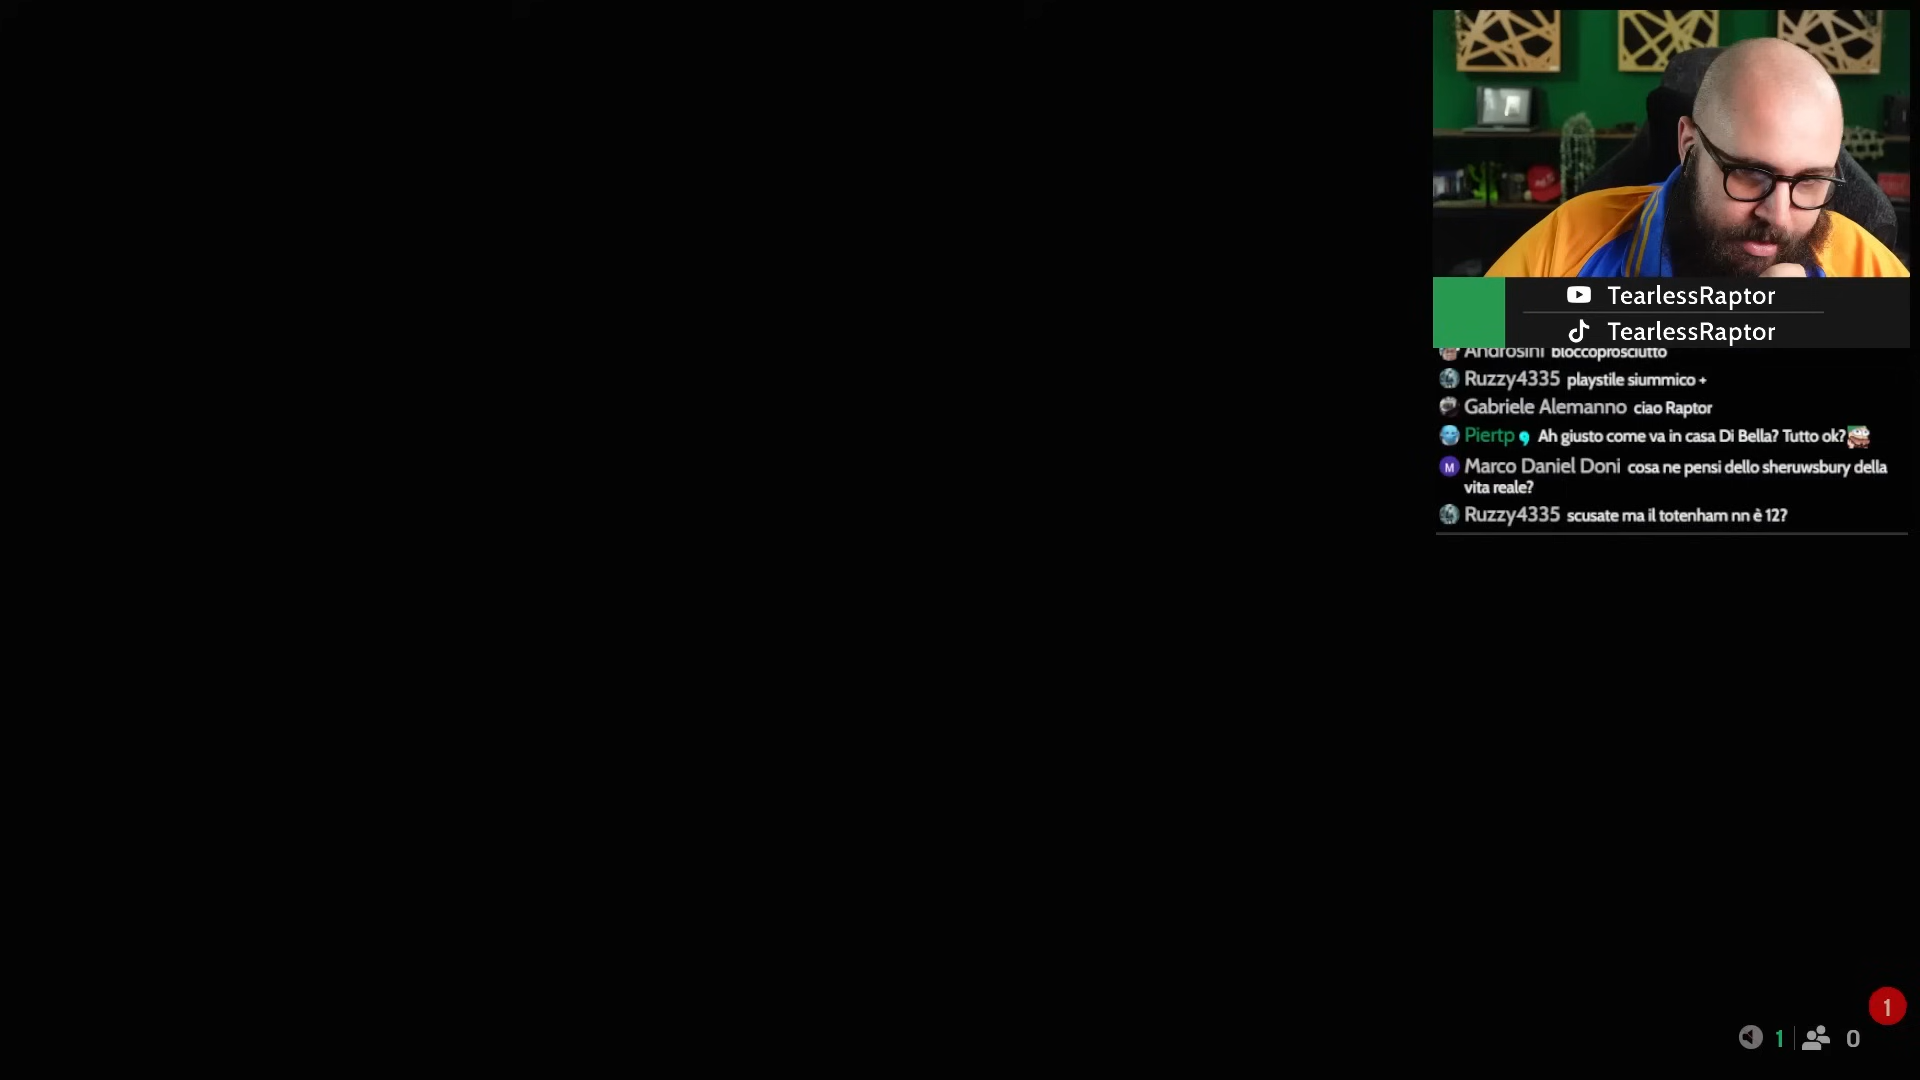 TearlessRaptor
TearlessRaptor
Androsini bloccoprosciutto
Ruzzy4335 playstile siummico +
Gabriele Alemanno ciao Raptor
Piertp Ah giusto come va in casa Di Bella? Tutto ok?
M Marco Daniel Doni cosa ne pensi dello sheruwsbury della
vita reale?
Ruzzy4335 scusate ma il totenham nn è 12?
1
1 0